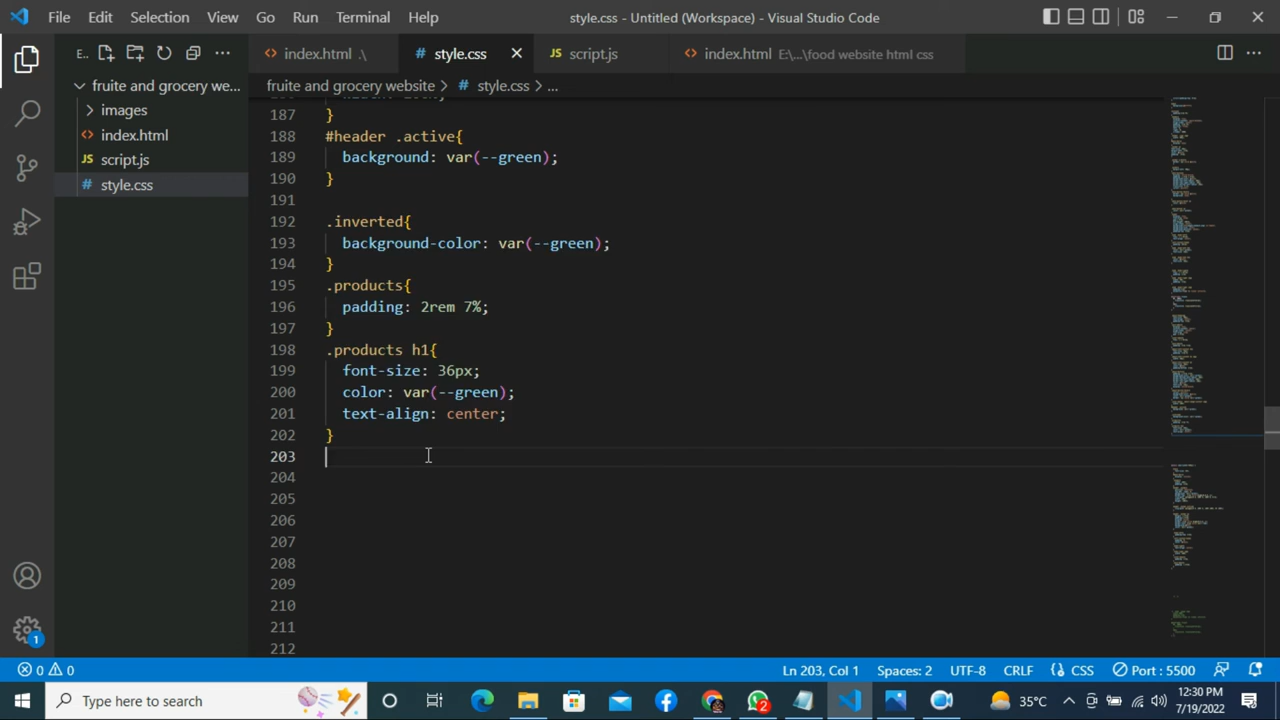 File Edit Selection View Go Run Terminal Help style.css - Untitled (Workspace) - Visual Studio Code
E.. ... index.html .\ # style.css JS script.js index.html E:\...\food website html css ...
fruite and grocery we... fruite and grocery website > # style.css > ...
images
index.html
JS script.js
# style.css
187 }
188 #header .active{
189 background: var(--green);
190 }
191
192 .inverted{
193 background-color: var(--green);
194 }
195 .products{
196 padding: 2rem 7%;
197 }
198 .products h1{
199 font-size: 36px;
200 color: var(--green);
201 text-align: center;
202 }
203
204
205
206
207
208
209
210
211
212
1
0 0 Ln 203, Col 1 Spaces: 2 UTF-8 CRLF {} CSS Port : 5500
Type here to search 2 35°C 12:30 PM
7/19/2022